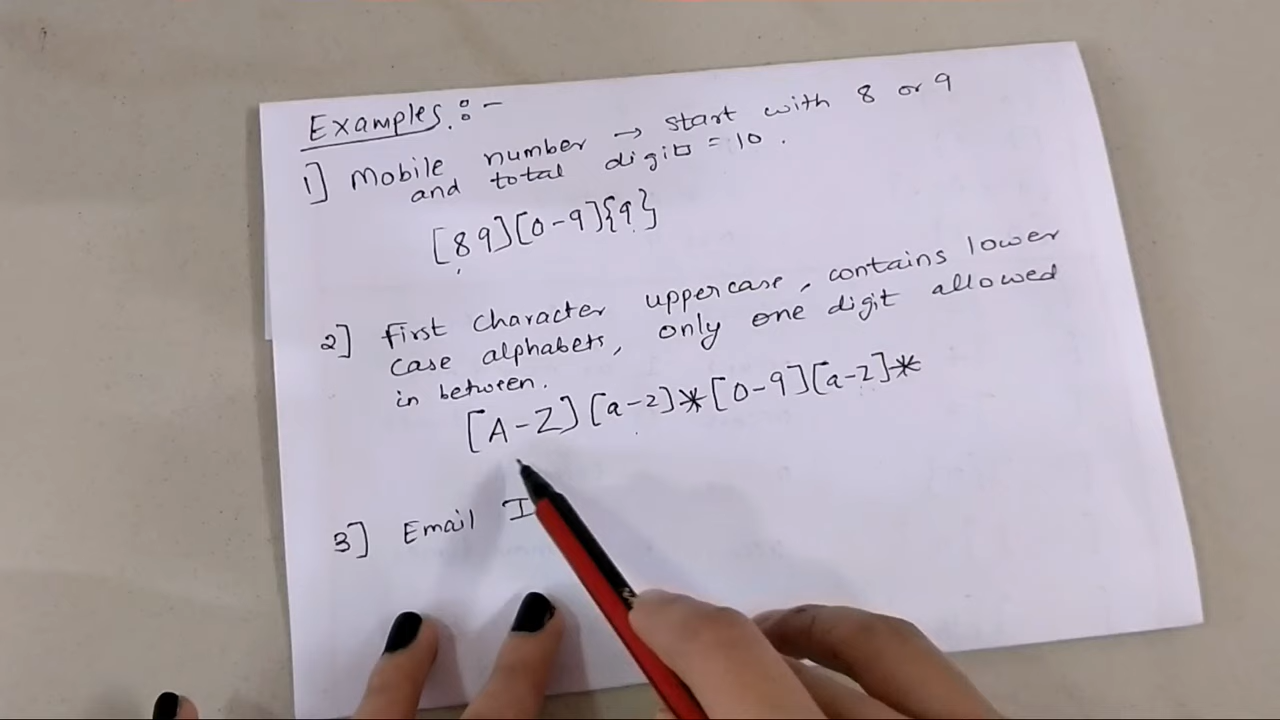 Examples:-
1] Mobile number → start with 8 or 9
and total digits = 10.
[89][0-9]{9}
2] first character uppercase, contains lower
case alphabets, only one digit allowed
in between.
[A-Z][a-z]*[0-9][a-z]*
3] Email